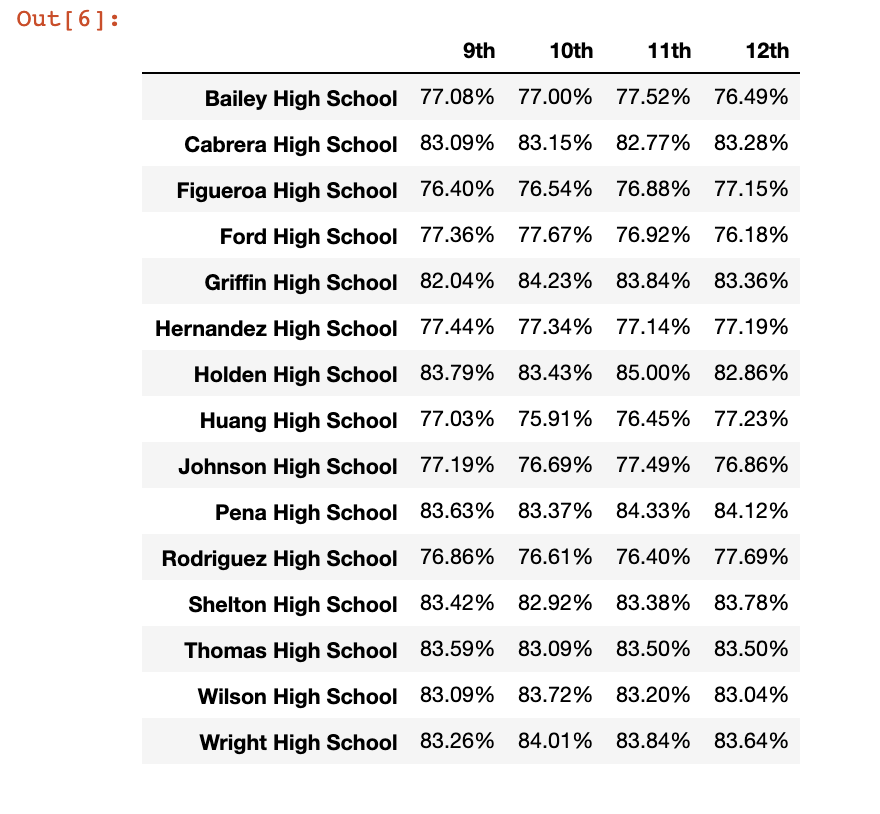 Out[6]:
9th 10th 11th 12th
Bailey High School 77.08% 77.00% 77.52% 76.49%
Cabrera High School 83.09% 83.15% 82.77% 83.28%
Figueroa High School 76.40% 76.54% 76.88% 77.15%
Ford High School 77.36% 77.67% 76.92% 76.18%
Griffin High School 82.04% 84.23% 83.84% 83.36%
Hernandez High School 77.44% 77.34% 77.14% 77.19%
Holden High School 83.79% 83.43% 85.00% 82.86%
Huang High School 77.03% 75.91% 76.45% 77.23%
Johnson High School 77.19% 76.69% 77.49% 76.86%
Pena High School 83.63% 83.37% 84.33% 84.12%
Rodriguez High School 76.86% 76.61% 76.40% 77.69%
Shelton High School 83.42% 82.92% 83.38% 83.78%
Thomas High School 83.59% 83.09% 83.50% 83.50%
Wilson High School 83.09% 83.72% 83.20% 83.04%
Wright High School 83.26% 84.01% 83.84% 83.64%